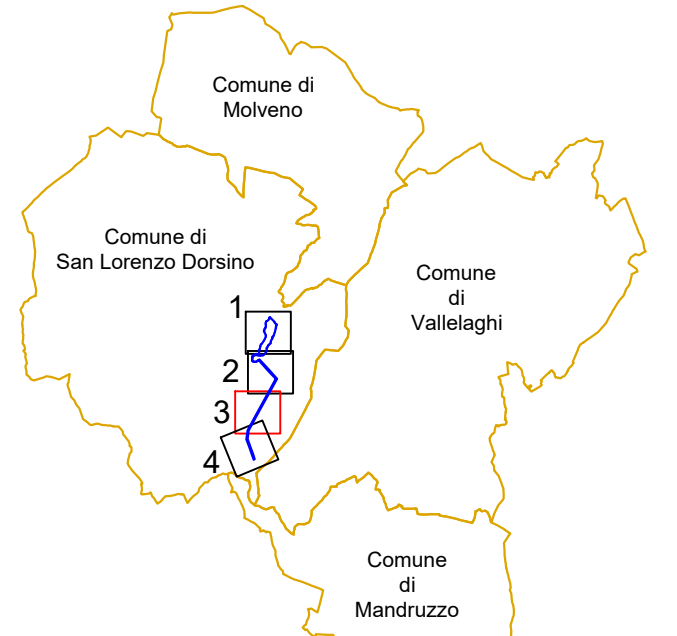 Comune di
Molveno
Comune di
San Lorenzo Dorsino
Comune
di
Vallelaghi
1
2
3
4
Comune
di
Mandruzzo